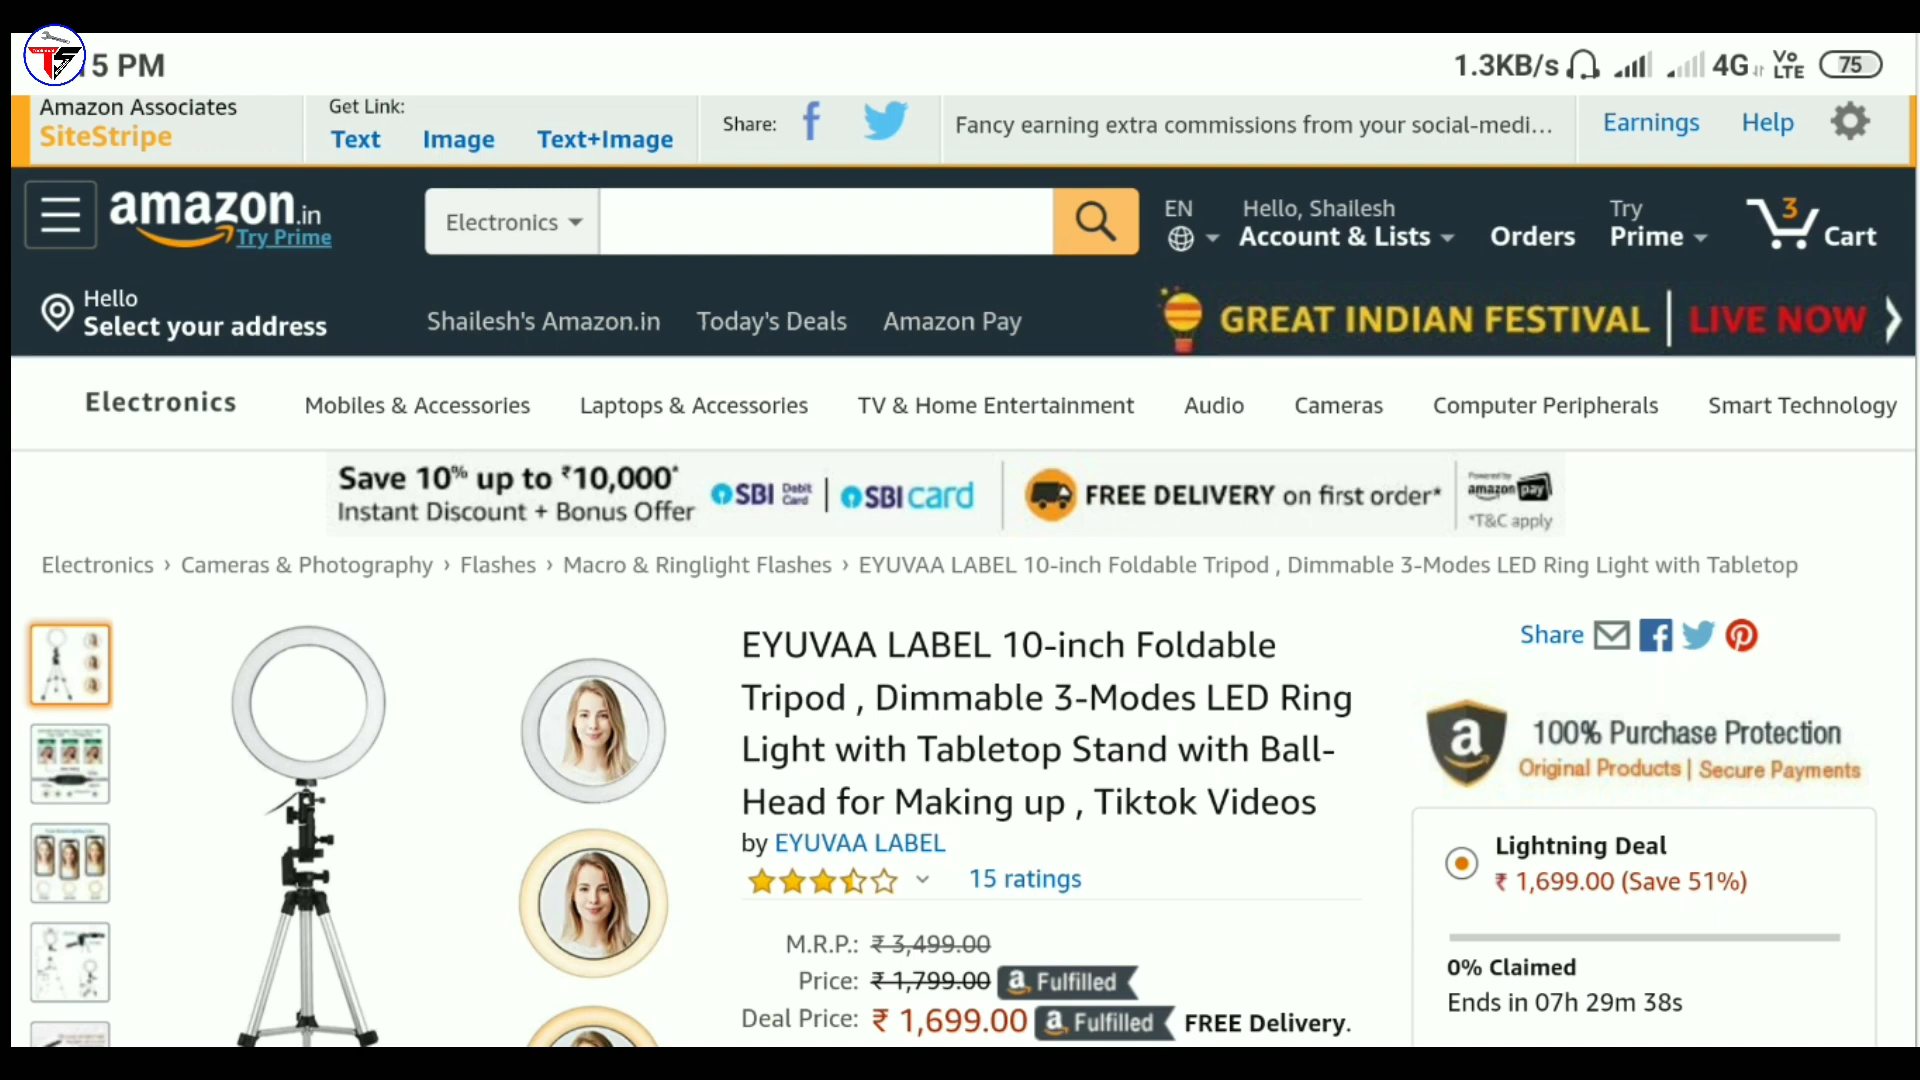 5 PM
1.3KB/s 4G Vo LTE 75
Amazon Associates
SiteStripe
Get Link:
Text Image Text+Image
Share:
Fancy earning extra commissions from your social-medi...
Earnings Help
amazon.in
Try Prime
Electronics
EN
Hello, Shailesh
Account & Lists
Orders
Try
Prime
3
Cart
Hello
Select your address
Shailesh's Amazon.in Today's Deals Amazon Pay
GREAT INDIAN FESTIVAL | LIVE NOW
Electronics Mobiles & Accessories Laptops & Accessories TV & Home Entertainment Audio Cameras Computer Peripherals Smart Technology
Save 10% up to ₹10,000*
Instant Discount + Bonus Offer
SBI Debit Card | SBI card
FREE DELIVERY on first order*
Powered by
amazon pay
*T&C apply
Electronics › Cameras & Photography › Flashes › Macro & Ringlight Flashes › EYUVAA LABEL 10-inch Foldable Tripod , Dimmable 3-Modes LED Ring Light with Tabletop
EYUVAA LABEL 10-inch Foldable
Tripod , Dimmable 3-Modes LED Ring
Light with Tabletop Stand with Ball-
Head for Making up , Tiktok Videos
by EYUVAA LABEL
15 ratings
M.R.P.: ₹ 3,499.00
Price: ₹ 1,799.00 a Fulfilled
Deal Price: ₹ 1,699.00 a Fulfilled FREE Delivery.
Share
100% Purchase Protection
Original Products | Secure Payments
Lightning Deal
₹ 1,699.00 (Save 51%)
0% Claimed
Ends in 07h 29m 38s